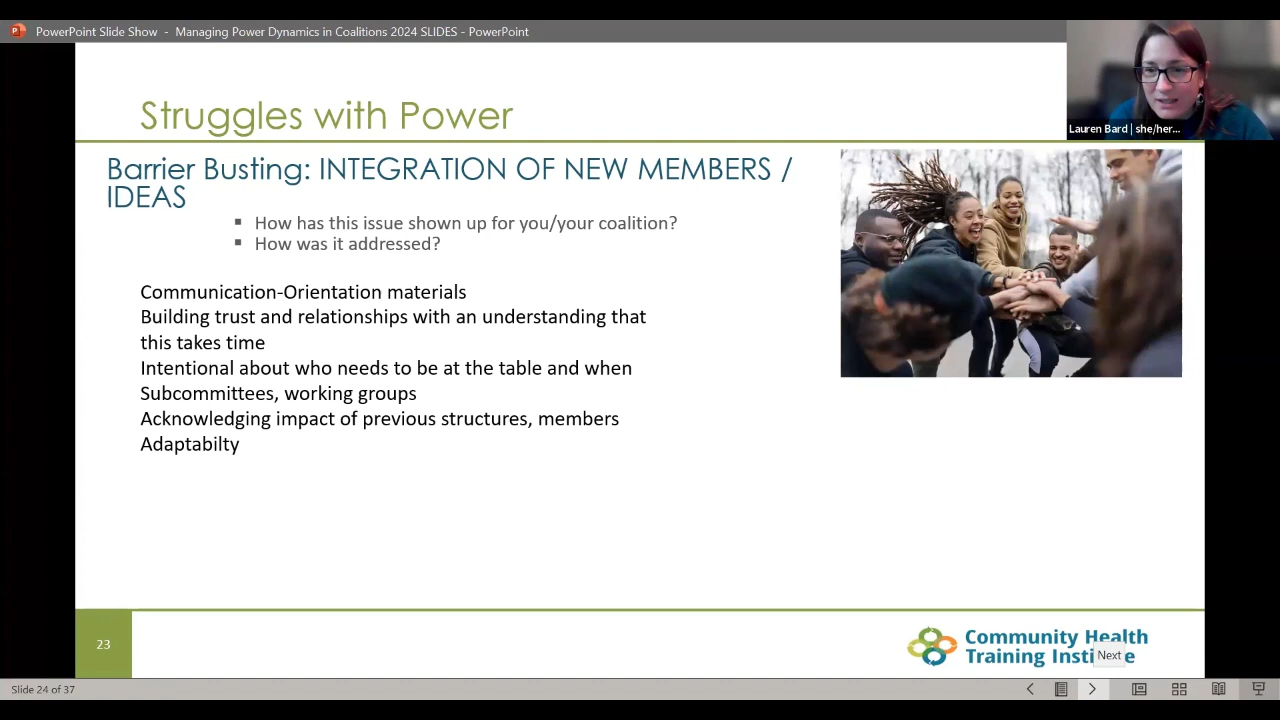 PowerPoint Slide Show - Managing Power Dynamics in Coalitions 2024 SLIDES - PowerPoint
Lauren Bard | she/her...
Struggles with Power
Barrier Busting: INTEGRATION OF NEW MEMBERS /
IDEAS
▪ How has this issue shown up for you/your coalition?
▪ How was it addressed?
Communication-Orientation materials
Building trust and relationships with an understanding that
this takes time
Intentional about who needs to be at the table and when
Subcommittees, working groups
Acknowledging impact of previous structures, members
Adaptabilty
23
Community Health
Training Insti e
Next
Slide 24 of 37